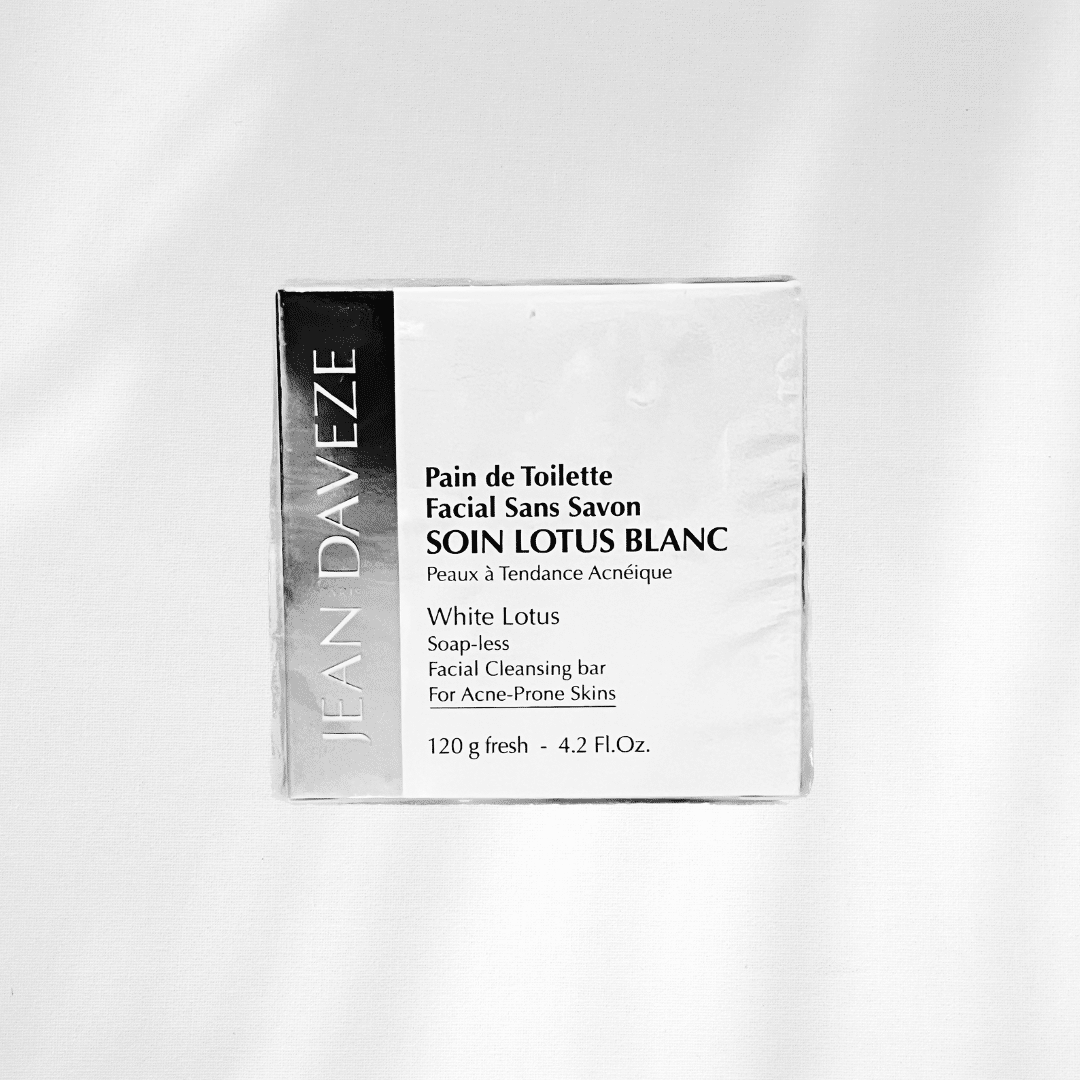 JEAN DAVEZE
Pain de Toilette
Facial Sans Savon
SOIN LOTUS BLANC
Peaux à Tendance Acnéique
White Lotus
Soap-less
Facial Cleansing bar
For Acne-Prone Skins
120 g fresh - 4.2 Fl.Oz.